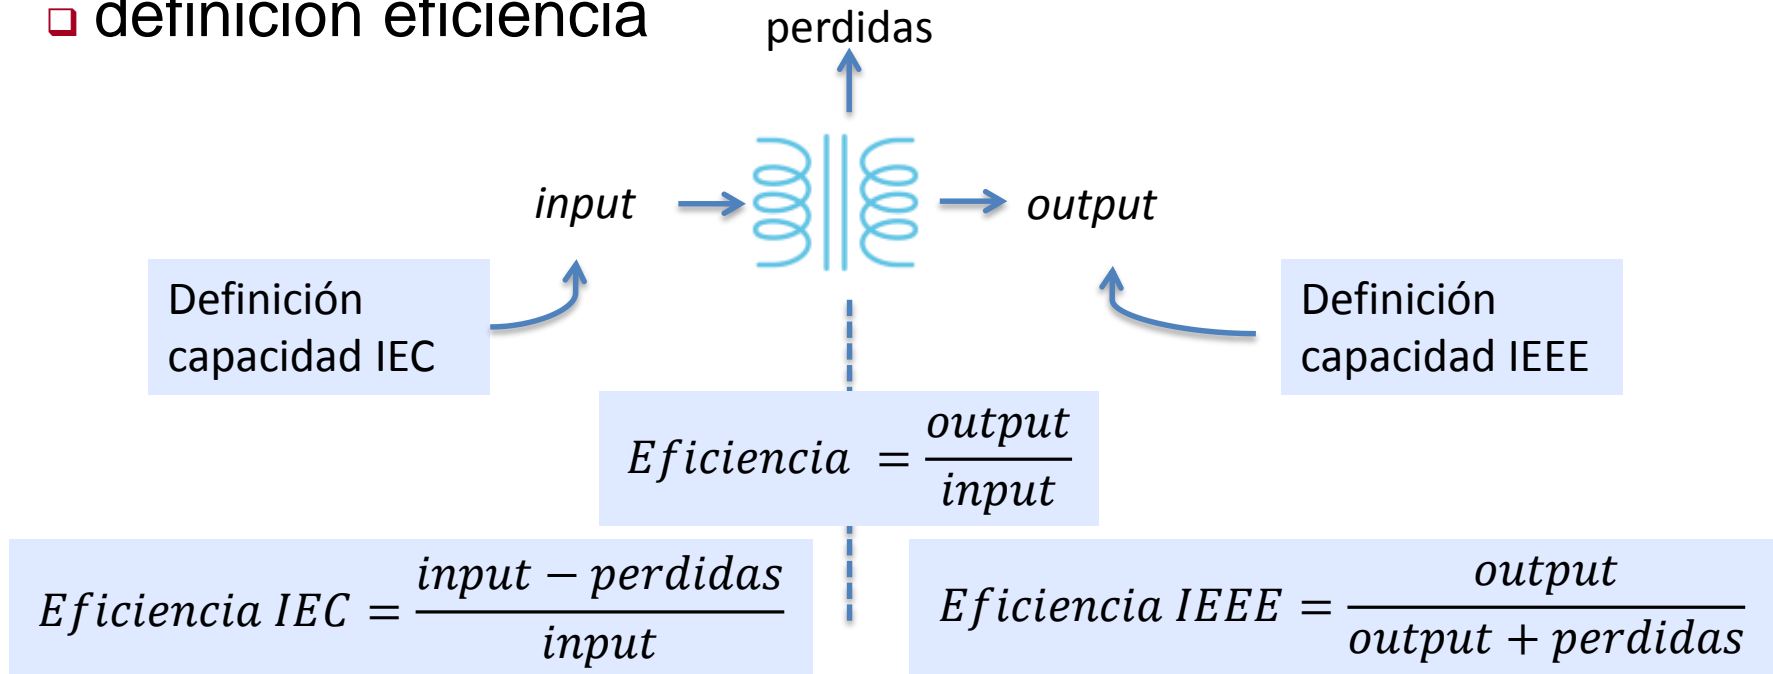 definición eficiencia
perdidas
input
output
Definición
capacidad IEC
Definición
capacidad IEEE
Eficiencia = output / input
Eficiencia IEC = input − perdidas / input
Eficiencia IEEE = output / output + perdidas